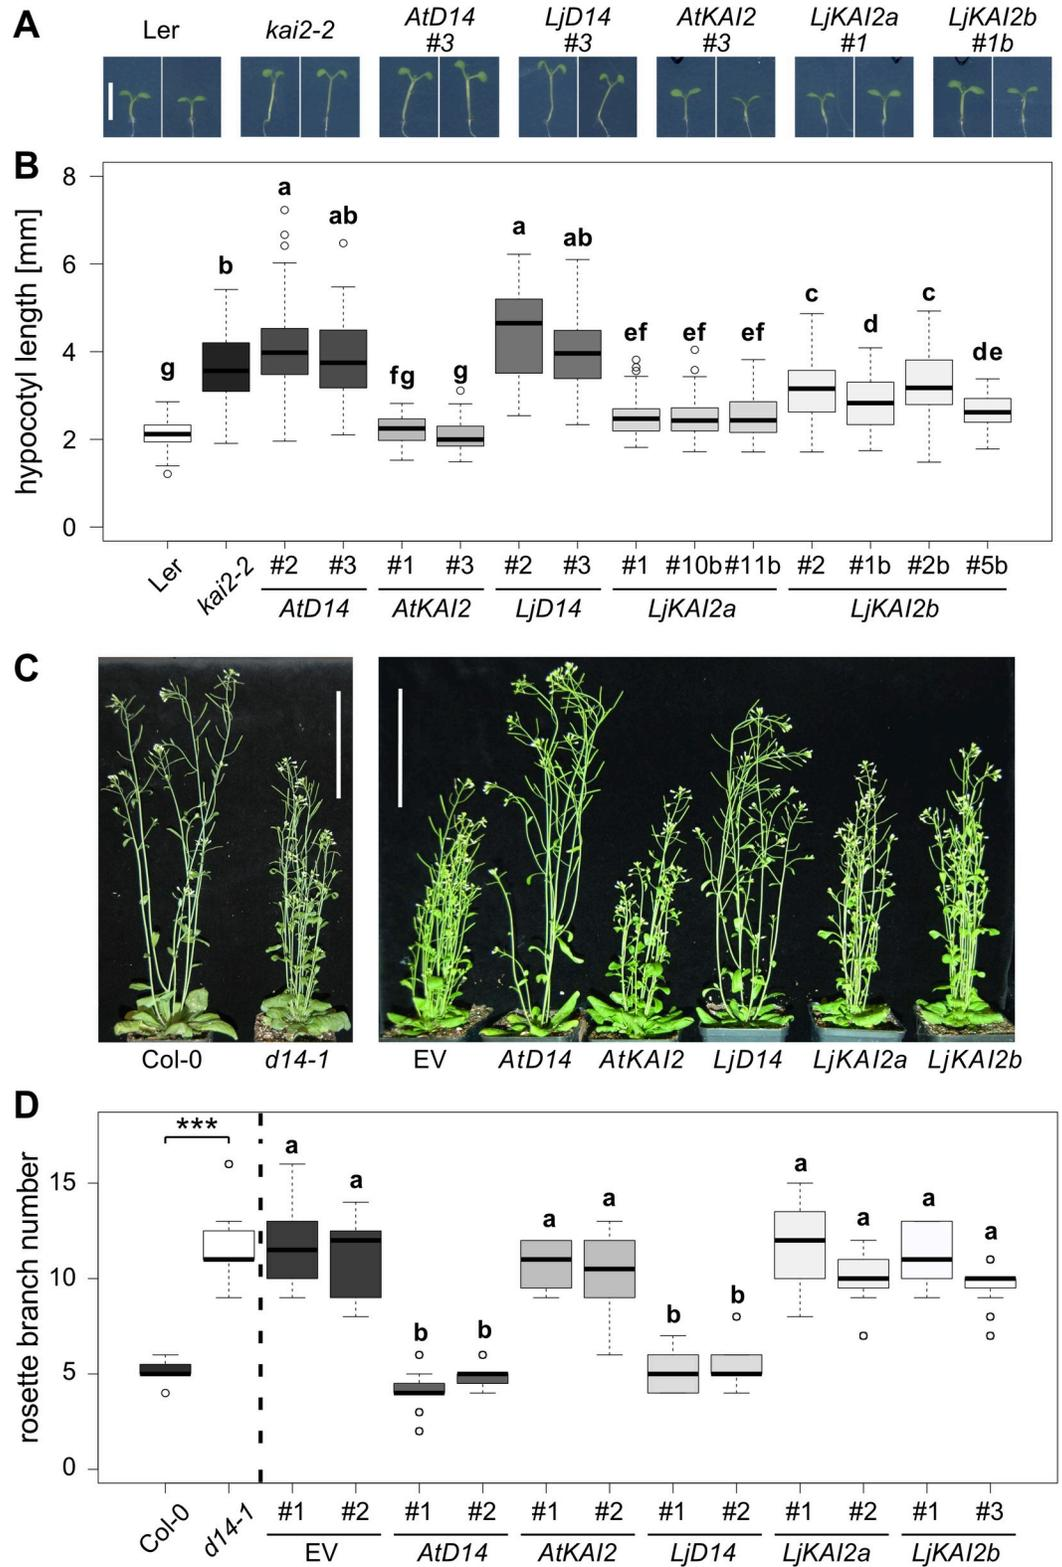 A
Ler
kai2-2
AtD14
#3
LjD14
#3
AtKAI2
#3
LjKAI2a
#1
LjKAI2b
#1b
B
hypocotyl length [mm]
8
6
4
2
0
g
b
a
ab
fg
g
a
ab
ef
ef
ef
c
d
c
de
Ler
kai2-2
#2
#3
#1
#3
#2
#3
#1
#10b
#11b
#2
#1b
#2b
#5b
AtD14
AtKAI2
LjD14
LjKAI2a
LjKAI2b
C
Col-0
d14-1
EV
AtD14
AtKAI2
LjD14
LjKAI2a
LjKAI2b
D
rosette branch number
15
10
5
0
***
a
a
b
b
a
a
b
b
a
a
a
a
Col-0
d14-1
#1
#2
#1
#2
#1
#2
#1
#2
#1
#2
#1
#3
EV
AtD14
AtKAI2
LjD14
LjKAI2a
LjKAI2b